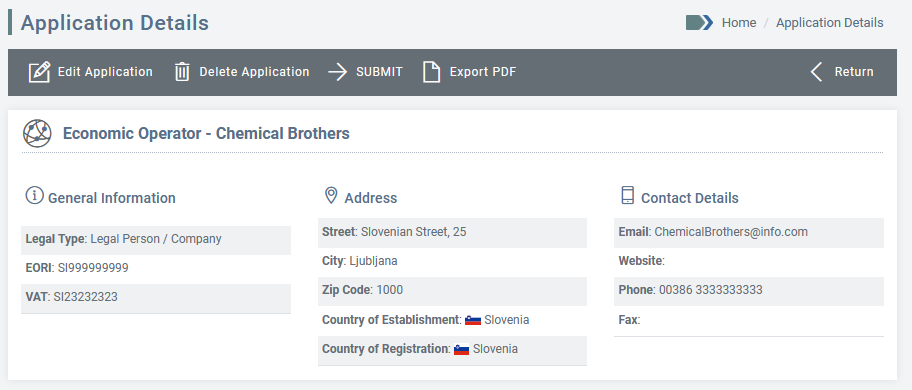 Application Details
Home / Application Details
Edit Application
Delete Application
SUBMIT
Export PDF
Return
Economic Operator - Chemical Brothers
General Information
Legal Type: Legal Person / Company
EORI: SI999999999
VAT: SI23232323
Address
Street: Slovenian Street, 25
City: Ljubljana
Zip Code: 1000
Country of Establishment: Slovenia
Country of Registration: Slovenia
Contact Details
Email: ChemicalBrothers@info.com
Website:
Phone: 00386 3333333333
Fax: